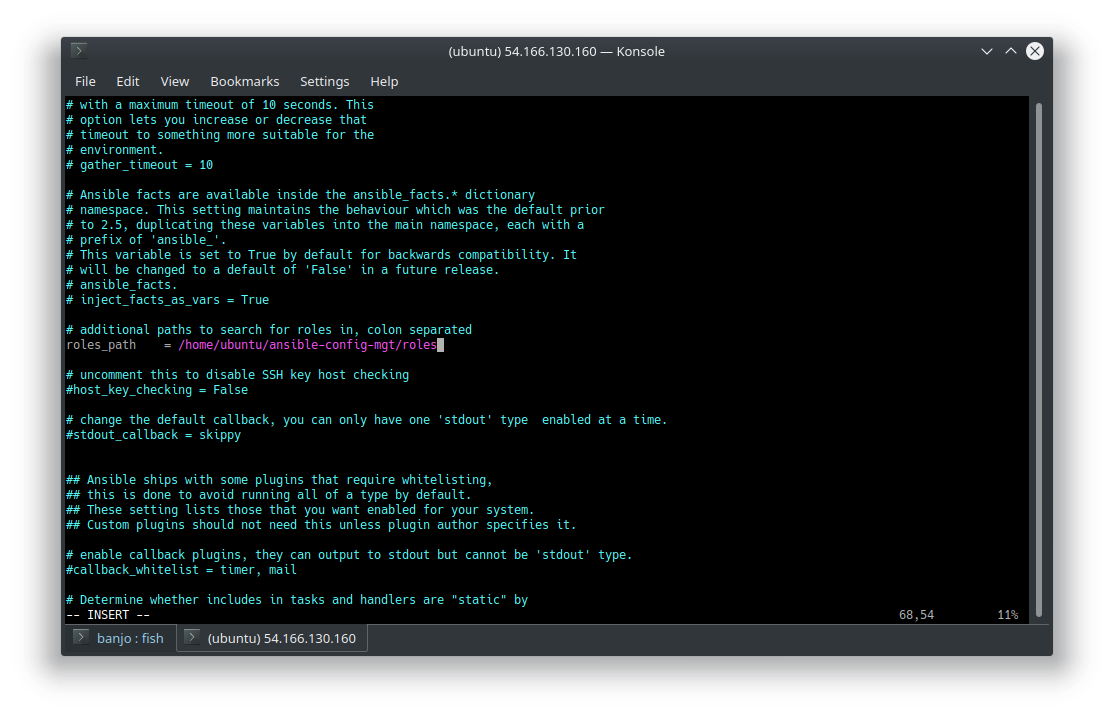 (ubuntu) 54.166.130.160 — Konsole
File Edit View Bookmarks Settings Help
# with a maximum timeout of 10 seconds. This
# option lets you increase or decrease that
# timeout to something more suitable for the
# environment.
# gather_timeout = 10
# Ansible facts are available inside the ansible_facts.* dictionary
# namespace. This setting maintains the behaviour which was the default prior
# to 2.5, duplicating these variables into the main namespace, each with a
# prefix of 'ansible_'.
# This variable is set to True by default for backwards compatibility. It
# will be changed to a default of 'False' in a future release.
# ansible_facts.
# inject_facts_as_vars = True
# additional paths to search for roles in, colon separated
roles_path    = /home/ubuntu/ansible-config-mgt/roles
# uncomment this to disable SSH key host checking
#host_key_checking = False
# change the default callback, you can only have one 'stdout' type  enabled at a time.
#stdout_callback = skippy
## Ansible ships with some plugins that require whitelisting,
## this is done to avoid running all of a type by default.
## These setting lists those that you want enabled for your system.
## Custom plugins should not need this unless plugin author specifies it.
# enable callback plugins, they can output to stdout but cannot be 'stdout' type.
#callback_whitelist = timer, mail
# Determine whether includes in tasks and handlers are "static" by
-- INSERT -- 68,54 11%
banjo : fish (ubuntu) 54.166.130.160